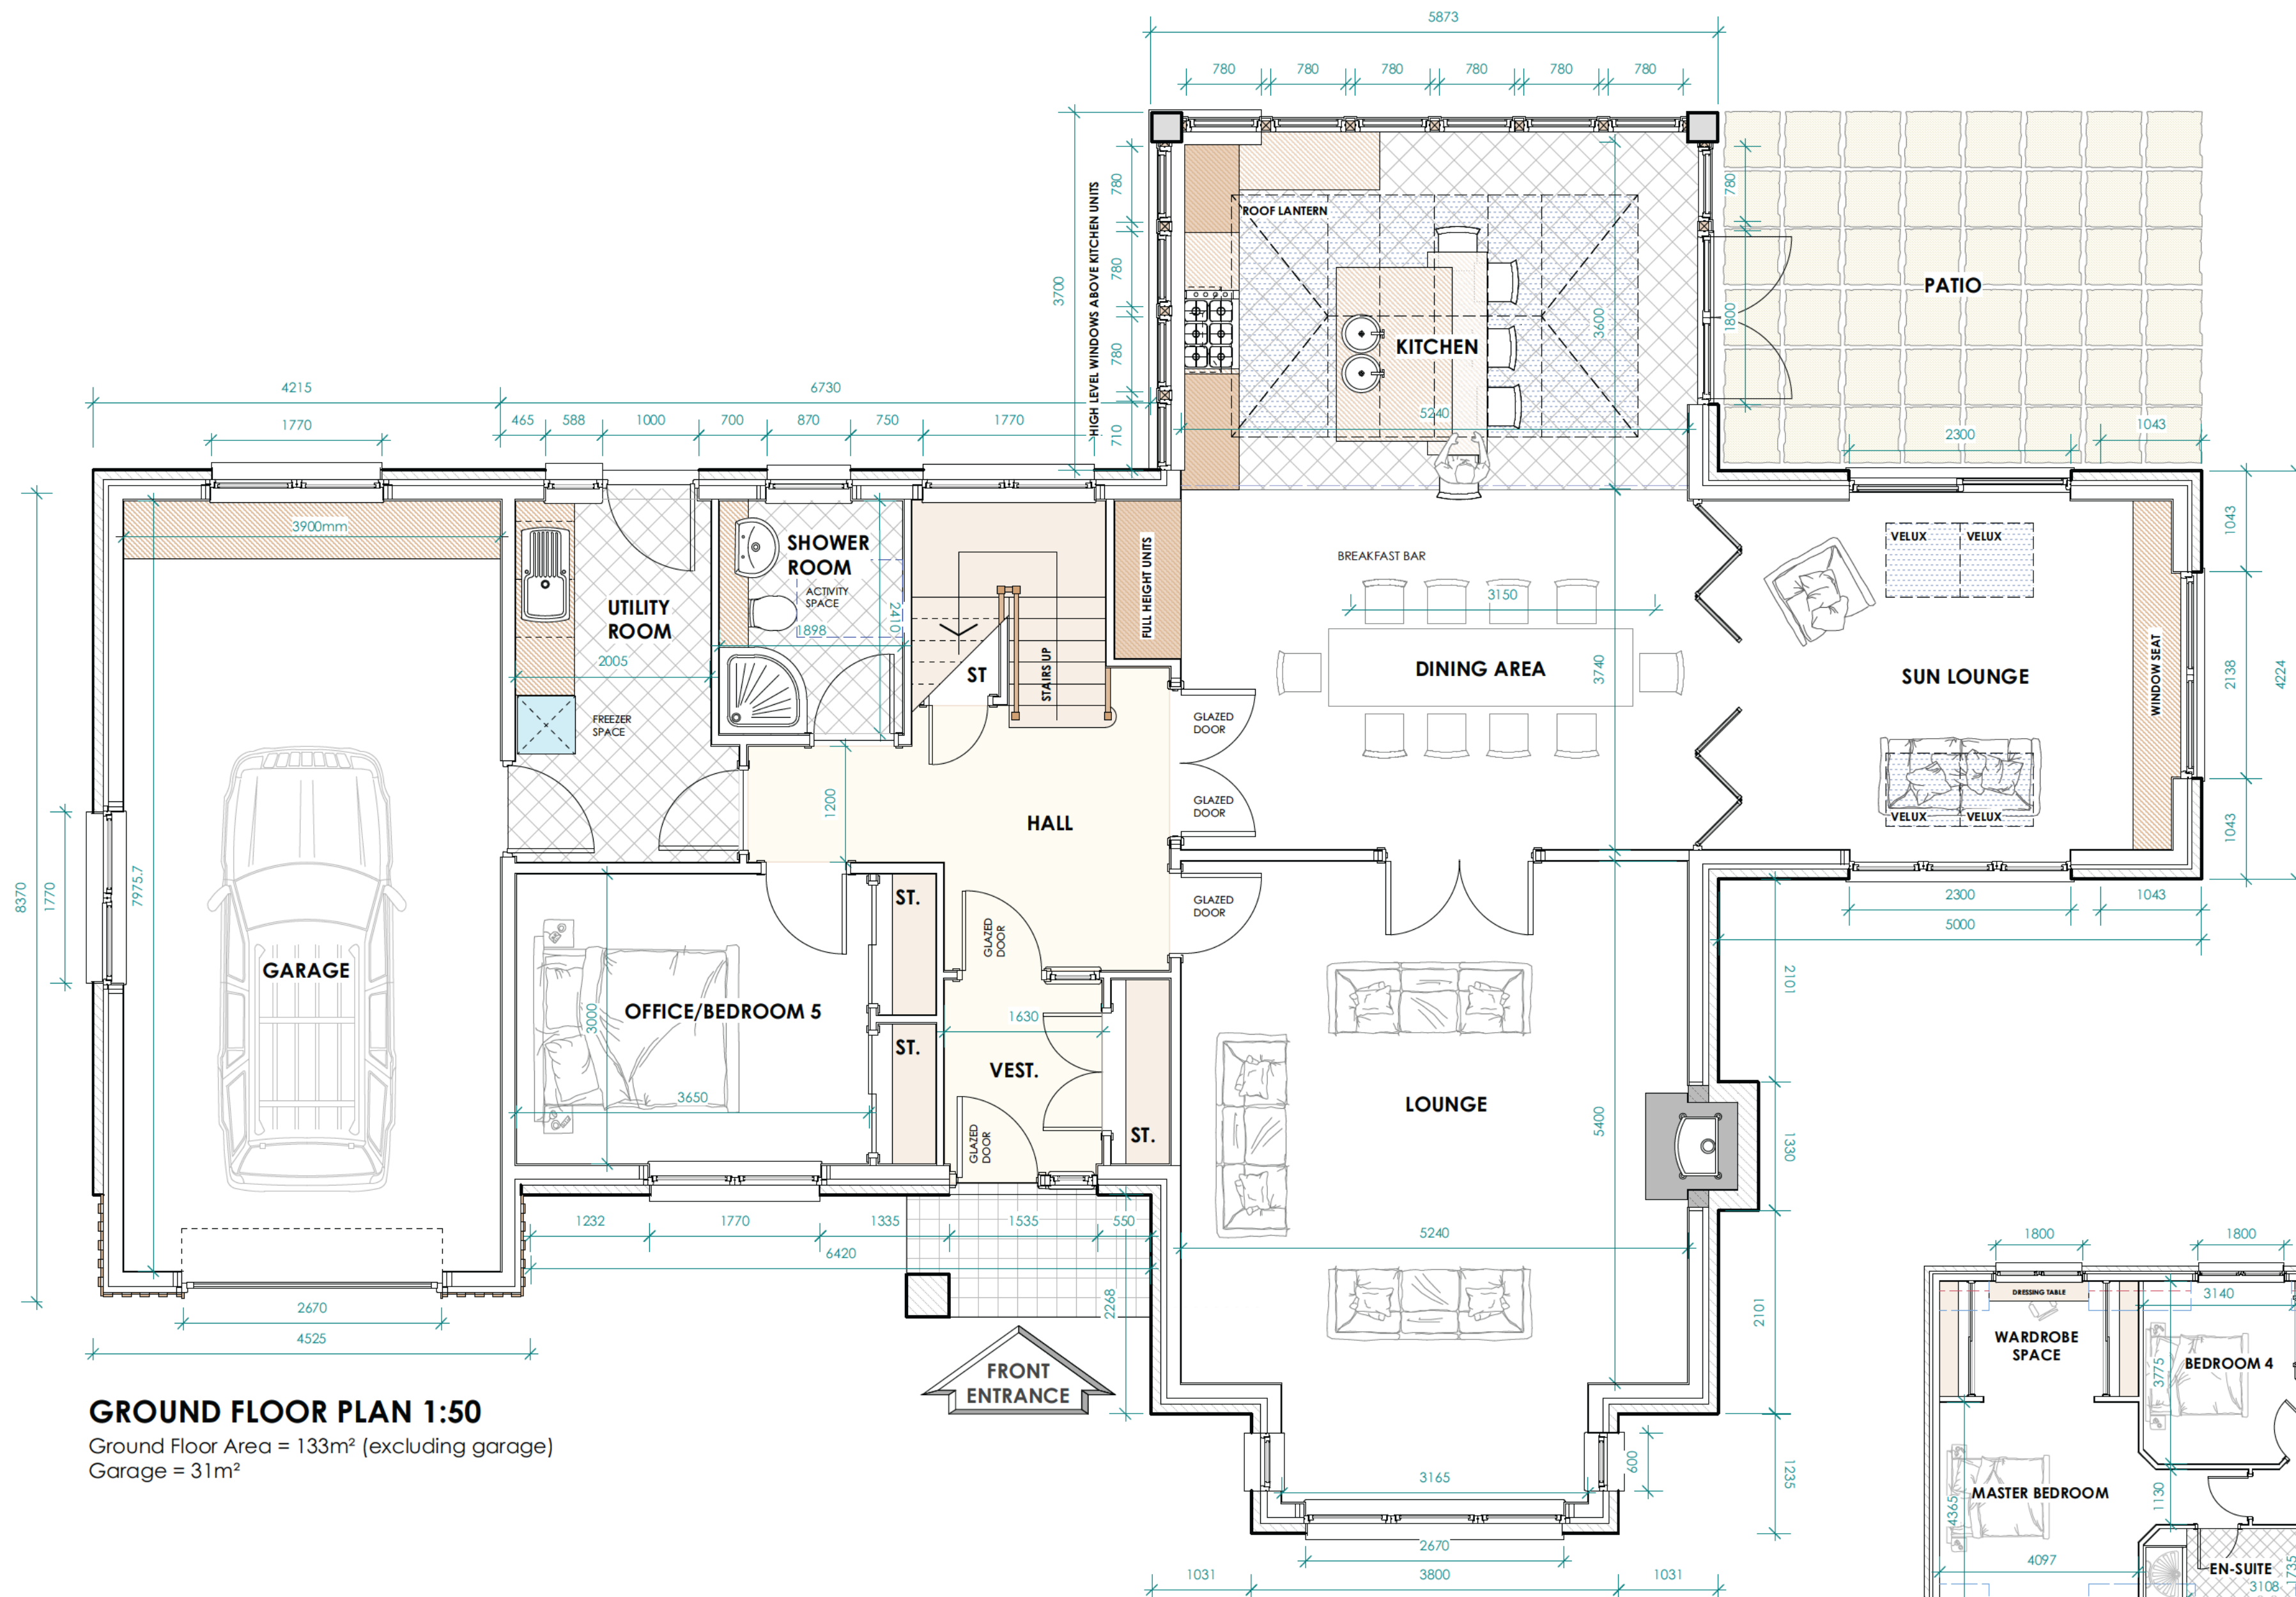 5873
780 780 780 780 780 780
3700
HIGH LEVEL WINDOWS ABOVE KITCHEN UNITS
780
780
780
710
ROOF LANTERN
KITCHEN
3600
5240
780
1800
PATIO
4215
6730
1770
465 588 1000 700 870 750 1770
2300
1043
3900mm
UTILITY
ROOM
2005
FREEZER
SPACE
SHOWER
ROOM
ACTIVITY
SPACE
1898
2410
ST
STAIRS UP
FULL HEIGHT UNITS
BREAKFAST BAR
3150
DINING AREA
3740
VELUX VELUX
SUN LOUNGE
WINDOW SEAT
VELUX VELUX
1043
2138
4224
1043
2300
1043
5000
GLAZED
DOOR
GLAZED
DOOR
GLAZED
DOOR
1200
HALL
8370
1770
7975.7
GARAGE
3000
OFFICE/BEDROOM 5
3650
ST.
ST.
GLAZED
DOOR
1630
VEST.
GLAZED
DOOR
ST.
LOUNGE
5400
5240
2101
1330
2101
1235
1232 1770 1335 1535 550
6420
2268
2670
4525
FRONT
ENTRANCE
3165
600
2670
1031 3800 1031
GROUND FLOOR PLAN 1:50
Ground Floor Area = 133m² (excluding garage)
Garage = 31m²
1800 1800
DRESSING TABLE
3140
WARDROBE
SPACE
3775
BEDROOM 4
MASTER BEDROOM
4365
1130
4097
EN-SUITE
3108
1735